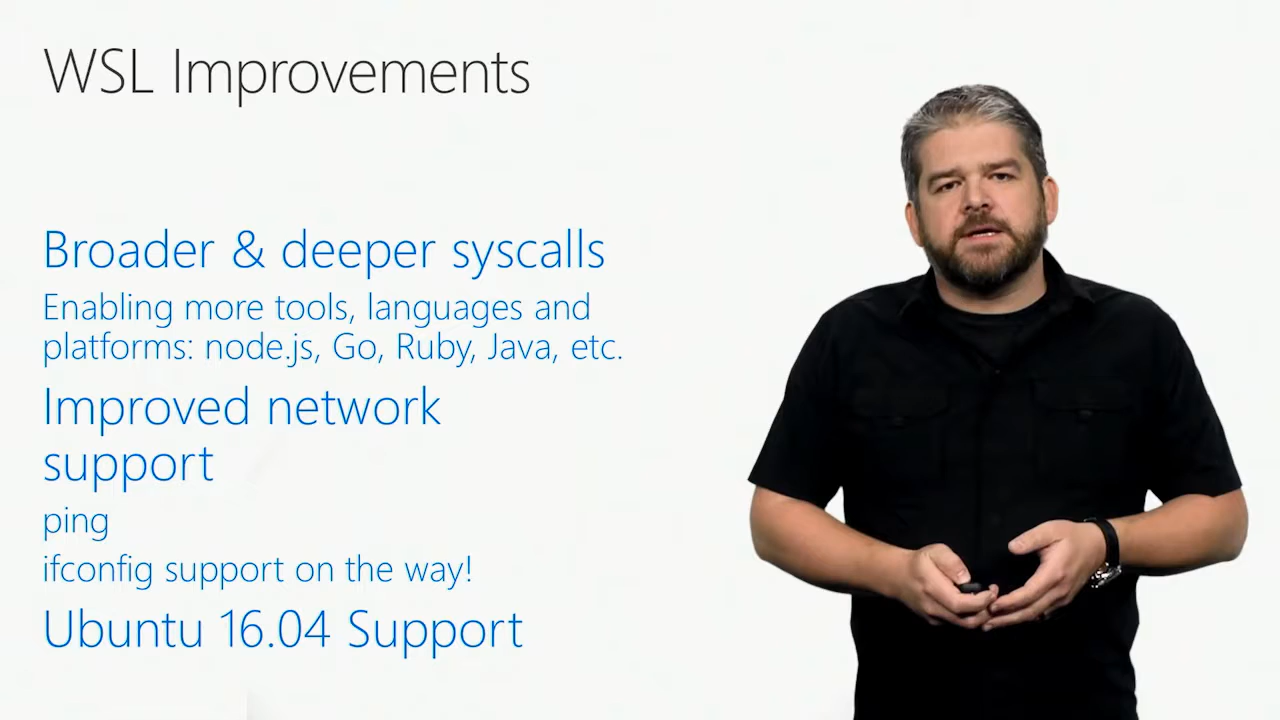 WSL Improvements
Broader & deeper syscalls
Enabling more tools, languages and
platforms: node.js, Go, Ruby, Java, etc.
Improved network
support
ping
ifconfig support on the way!
Ubuntu 16.04 Support